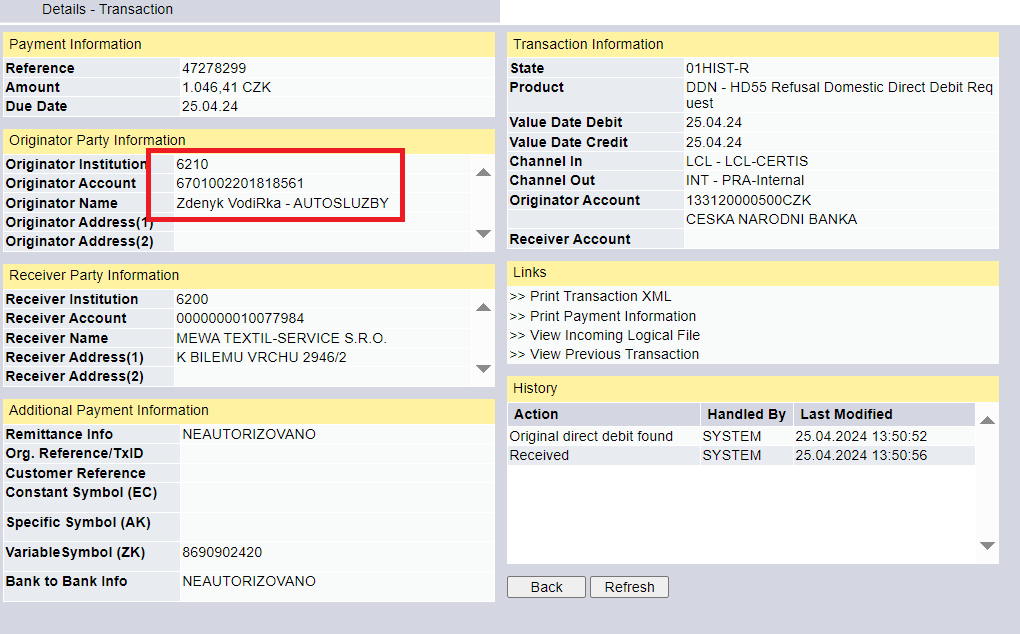 Details - Transaction
Payment Information
Reference 47278299
Amount 1.046,41 CZK
Due Date 25.04.24
Originator Party Information
Originator Institution 6210
Originator Account 6701002201818561
Originator Name Zdenyk VodiRka - AUTOSLUZBY
Originator Address(1)
Originator Address(2)
Receiver Party Information
Receiver Institution 6200
Receiver Account 0000000010077984
Receiver Name MEWA TEXTIL-SERVICE S.R.O.
Receiver Address(1) K BILEMU VRCHU 2946/2
Receiver Address(2)
Additional Payment Information
Remittance Info NEAUTORIZOVANO
Org. Reference/TxID
Customer Reference
Constant Symbol (EC)
Specific Symbol (AK)
VariableSymbol (ZK) 8690902420
Bank to Bank Info NEAUTORIZOVANO
Transaction Information
State 01HIST-R
Product DDN - HD55 Refusal Domestic Direct Debit Req
uest
Value Date Debit 25.04.24
Value Date Credit 25.04.24
Channel In LCL - LCL-CERTIS
Channel Out INT - PRA-Internal
Originator Account 133120000500CZK
CESKA NARODNI BANKA
Receiver Account
Links
>> Print Transaction XML
>> Print Payment Information
>> View Incoming Logical File
>> View Previous Transaction
History
Action Handled By Last Modified
Original direct debit found SYSTEM 25.04.2024 13:50:52
Received SYSTEM 25.04.2024 13:50:56
Back Refresh